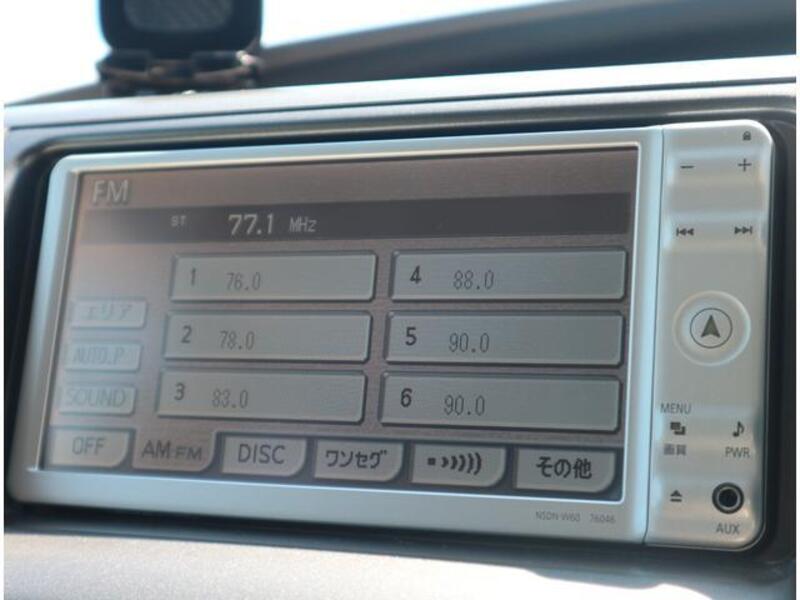 FM
ST 77.1 MHz
1 76.0
4 88.0
2 78.0
5 90.0
3 83.0
6 90.0
エリア
AUTO.P
SOUND
OFF
AM•FM
DISC
ワンセグ
その他
− +
MENU
画質
PWR
AUX
NSDN-W60 76046